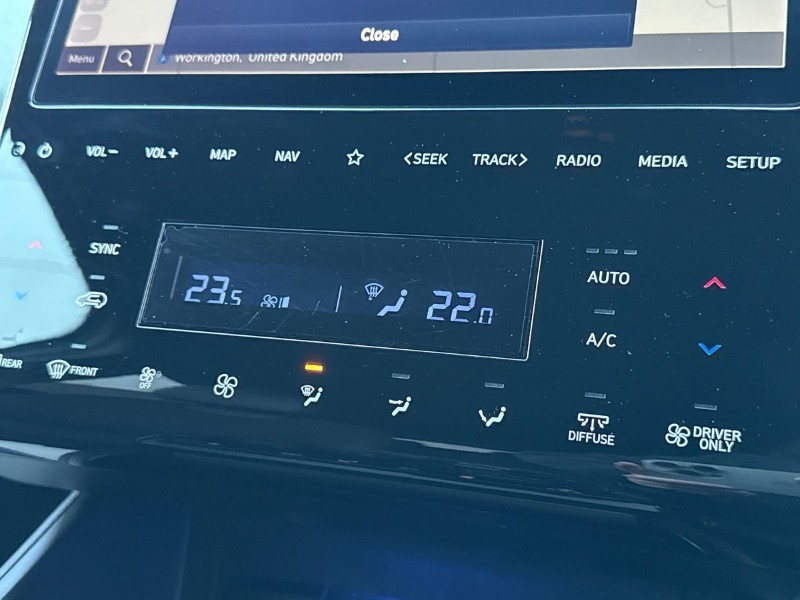 Close
Menu
Workington, United Kingdom
VOL-
VOL+
MAP
NAV
<SEEK
TRACK>
RADIO
MEDIA
SETUP
SYNC
23.5
22.0
AUTO
A/C
REAR
FRONT
OFF
DIFFUSE
DRIVER
ONLY